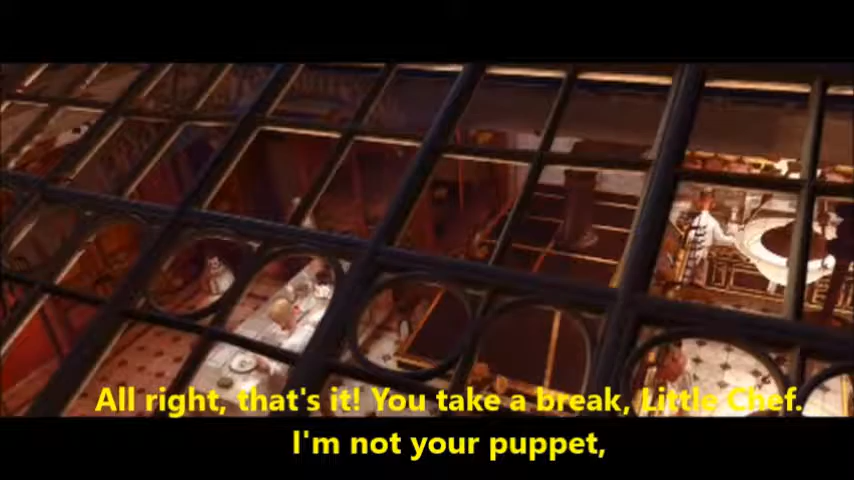 All right, that's it! You take a break, Little Chef.
I'm not your puppet,